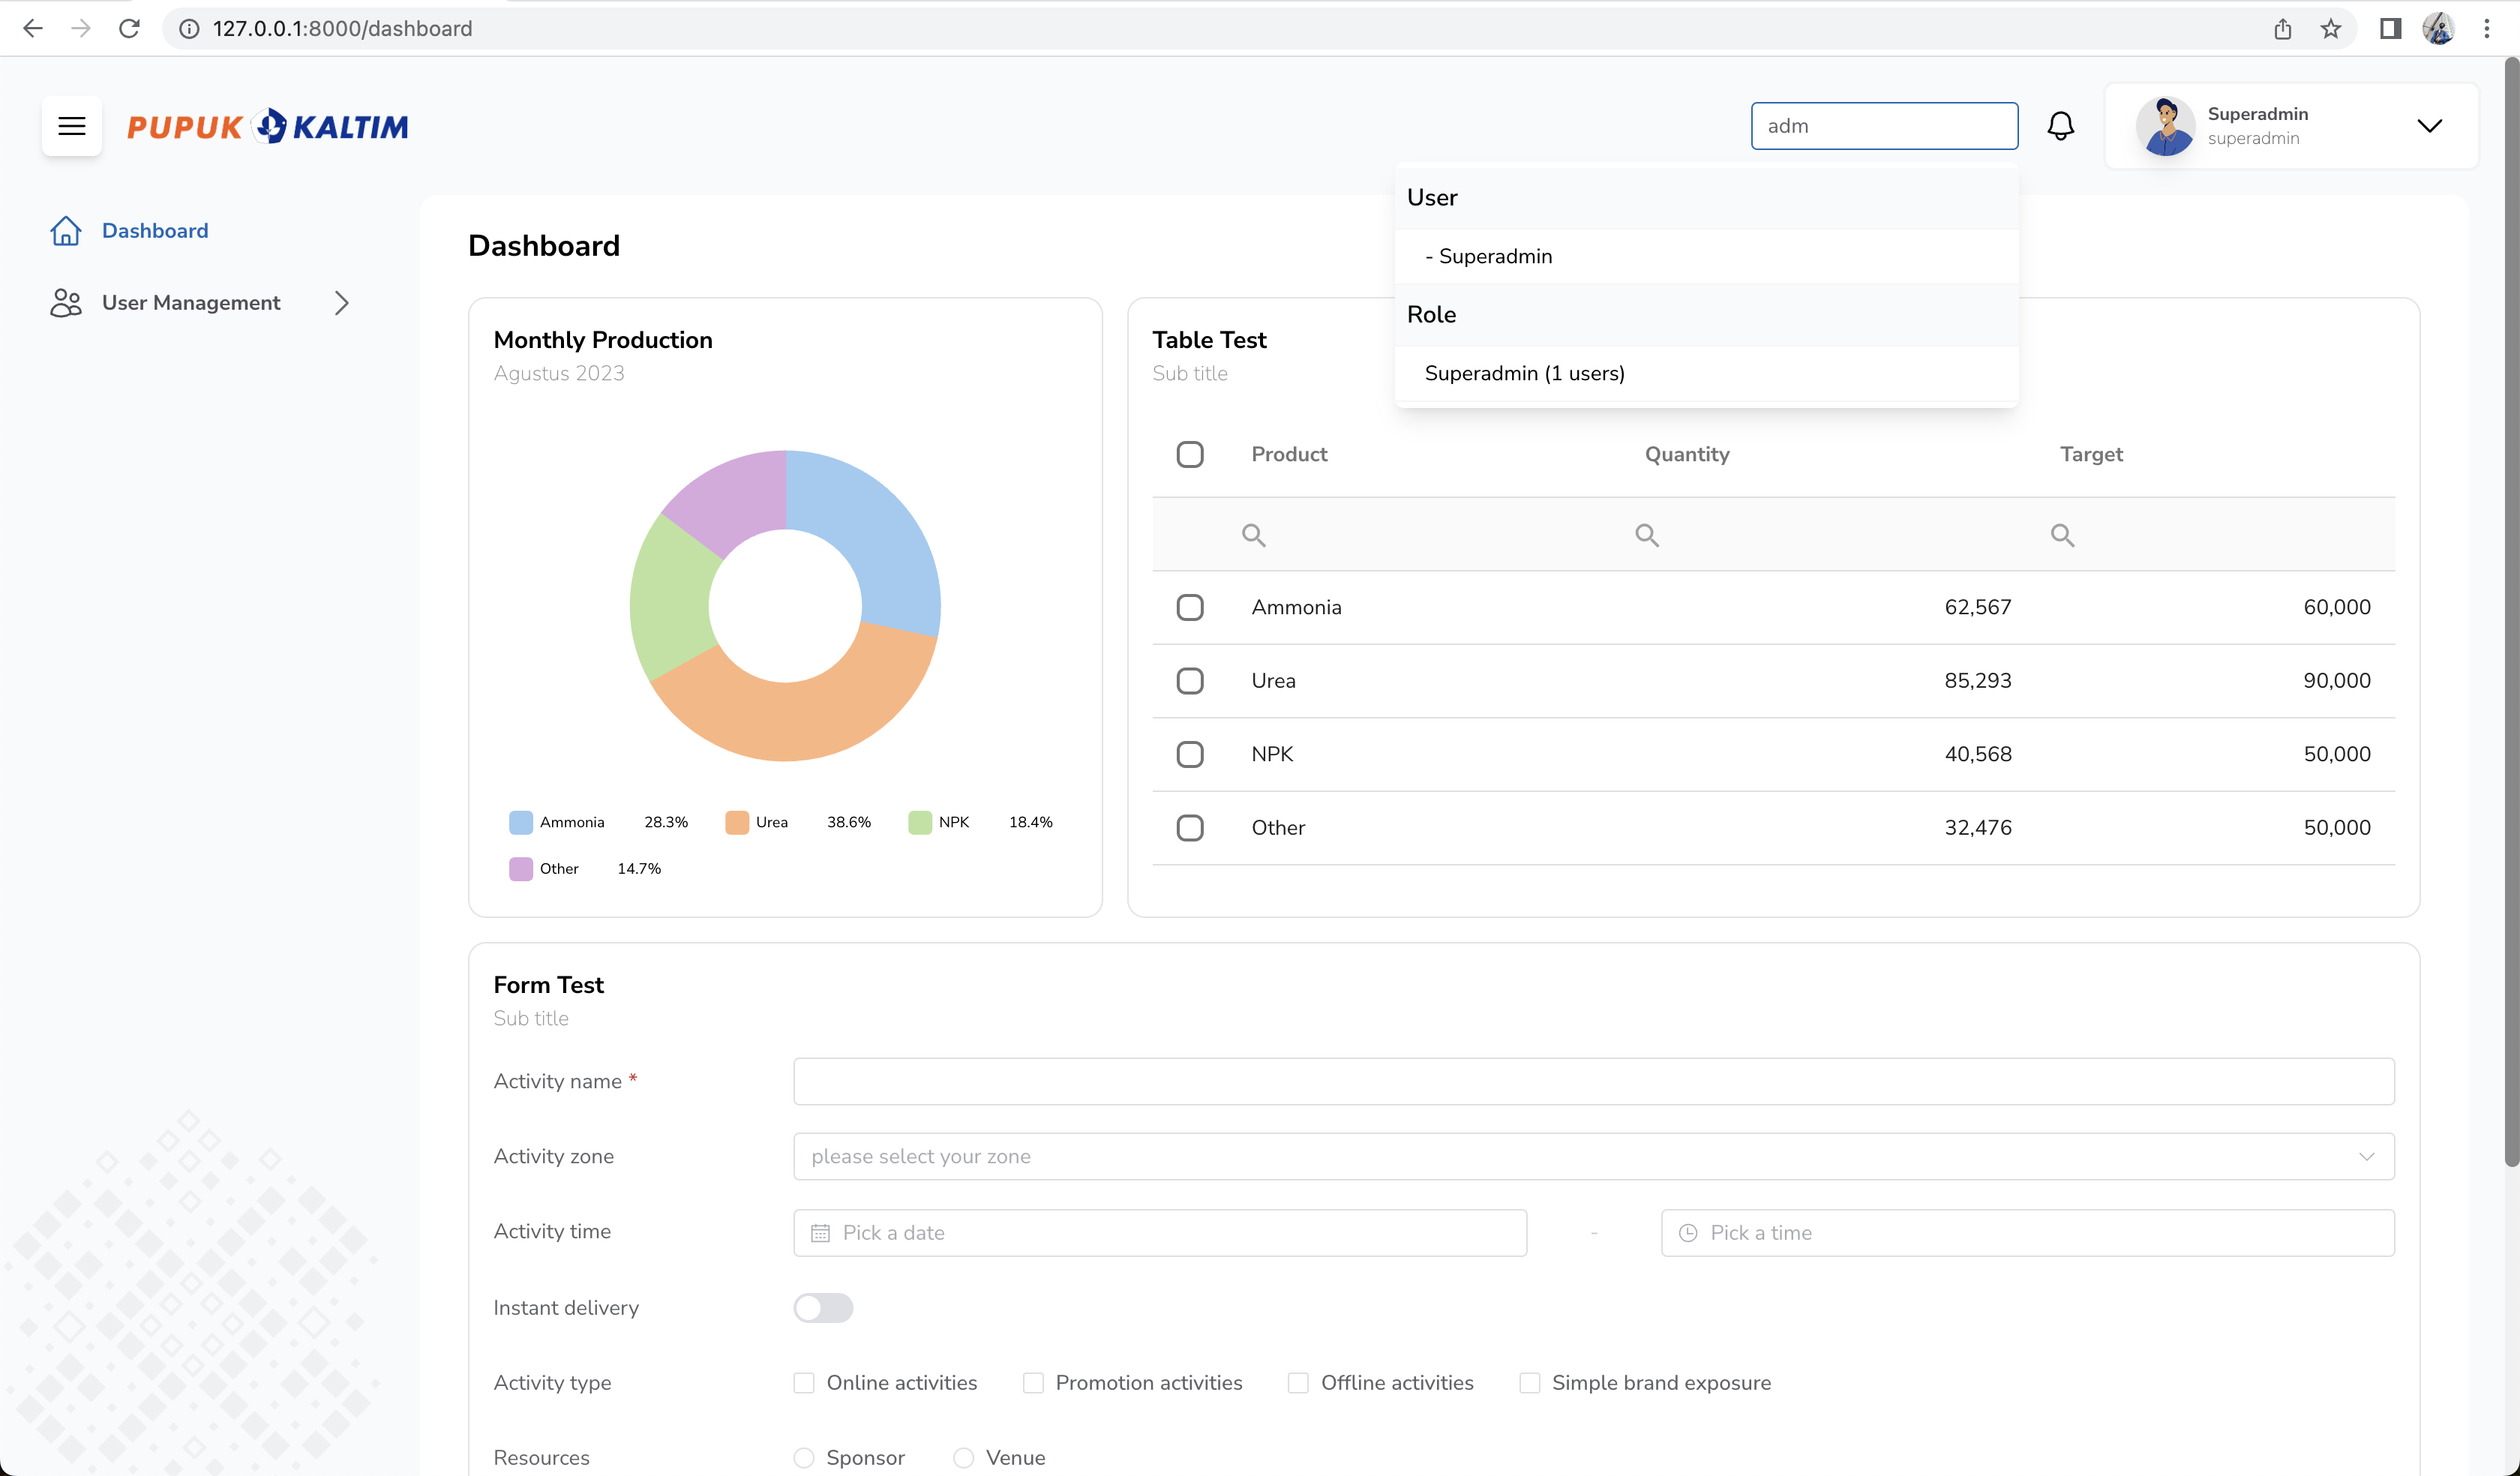 127.0.0.1:8000/dashboard
PUPUK KALTIM
adm
Superadmin
superadmin
User
- Superadmin
Role
Superadmin (1 users)
Dashboard
User Management
Dashboard
Monthly Production
Agustus 2023
Ammonia 28.3% Urea 38.6% NPK 18.4%
Other 14.7%
Table Test
Sub title
Product Quantity Target
Ammonia 62,567 60,000
Urea 85,293 90,000
NPK 40,568 50,000
Other 32,476 50,000
Form Test
Sub title
Activity name *
Activity zone please select your zone
Activity time Pick a date - Pick a time
Instant delivery
Activity type Online activities Promotion activities Offline activities Simple brand exposure
Resources Sponsor Venue